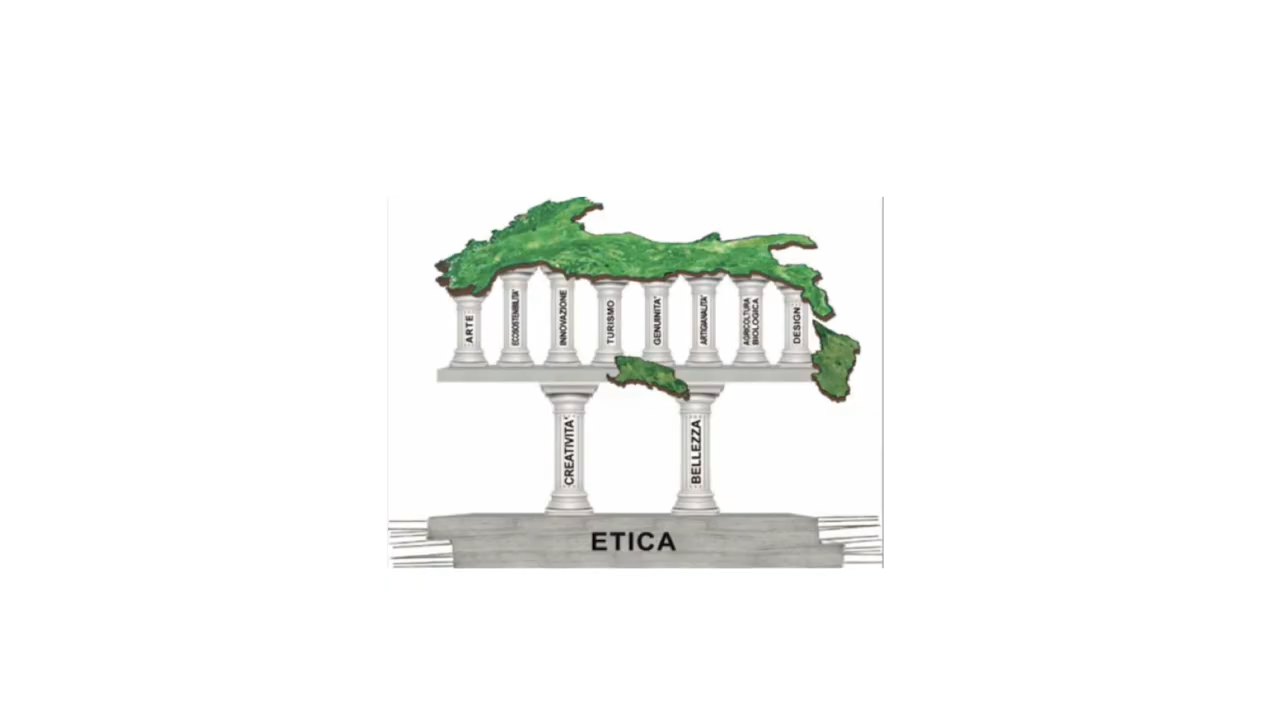 ARTE
ECOSOSTENIBILITA'
INNOVAZIONE
TURISMO
GENUINITA'
ARTIGIANALITA'
AGRICOLTURA
BIOLOGICA
DESIGN
CREATIVITA'
BELLEZZA
ETICA